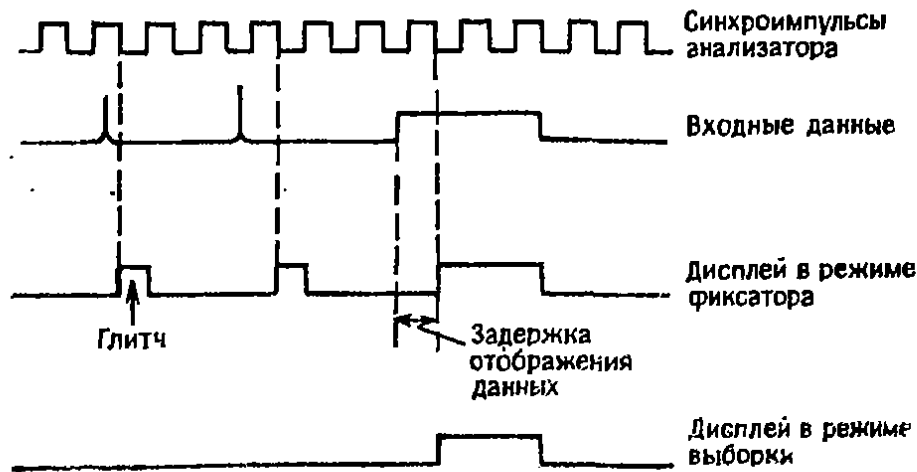 Синхроимпульсы
анализатора
Входные данные
Дисплей в режиме
фиксатора
Глитч
Задержка
отображения
данных
Дисплей в режиме
выборки